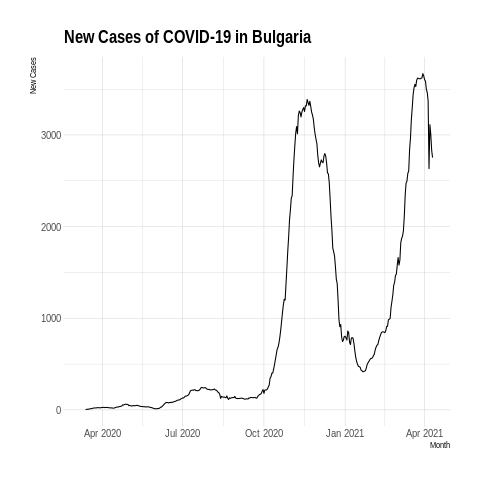 New Cases of COVID-19 in Bulgaria
New Cases
3000
2000
1000
0
Apr 2020 Jul 2020 Oct 2020 Jan 2021 Apr 2021
Month